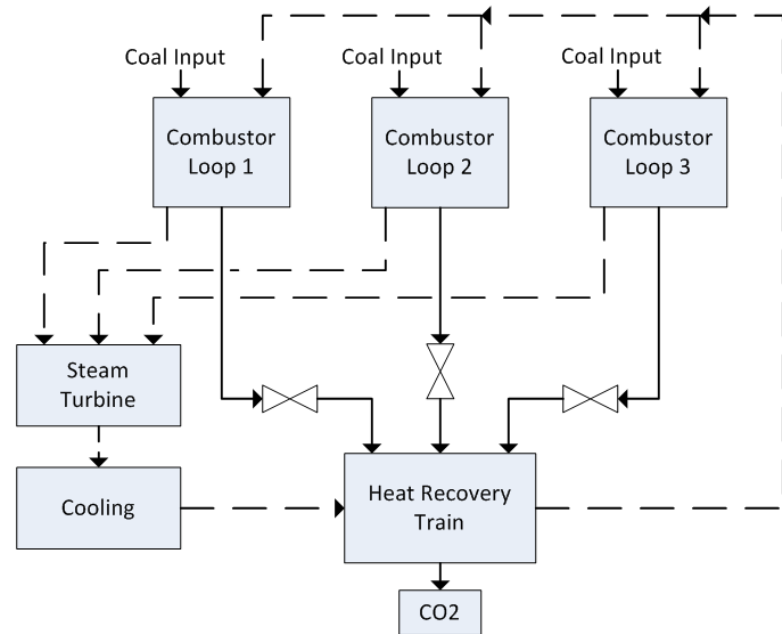 Coal Input
Coal Input
Coal Input
Combustor
Loop 1
Combustor
Loop 2
Combustor
Loop 3
Steam
Turbine
Cooling
Heat Recovery
Train
CO2